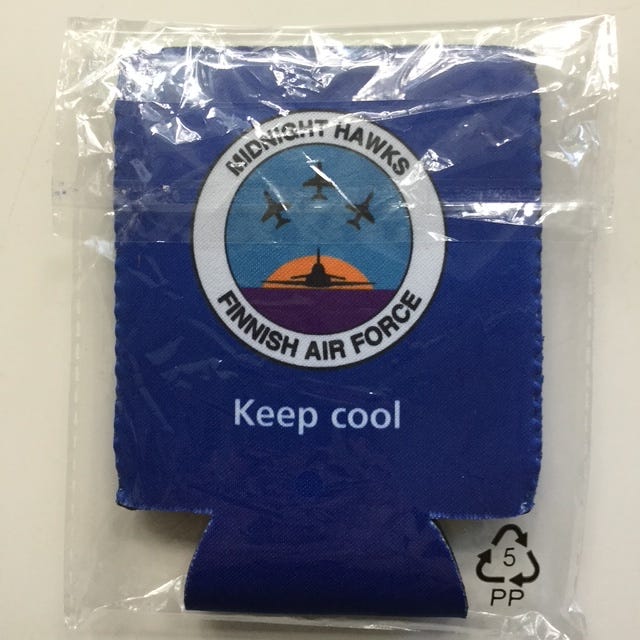 MIDNIGHT HAWKS
FINNISH AIR FORCE
Keep cool
5
PP